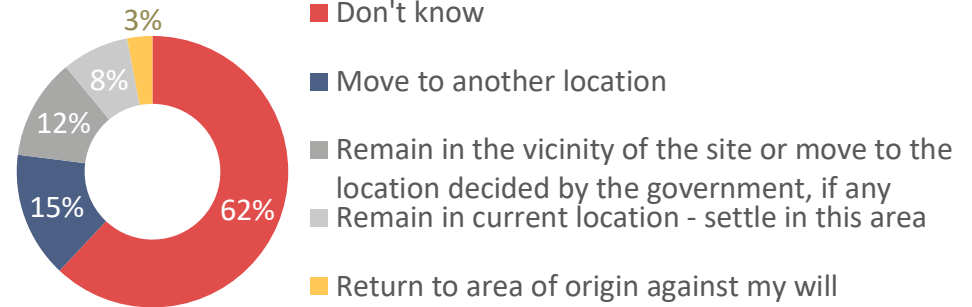 3%
Don't know
8%
Move to another location
12%
Remain in the vicinity of the site or move to the
location decided by the government, if any
15%
62%
Remain in current location - settle in this area
Return to area of origin against my will